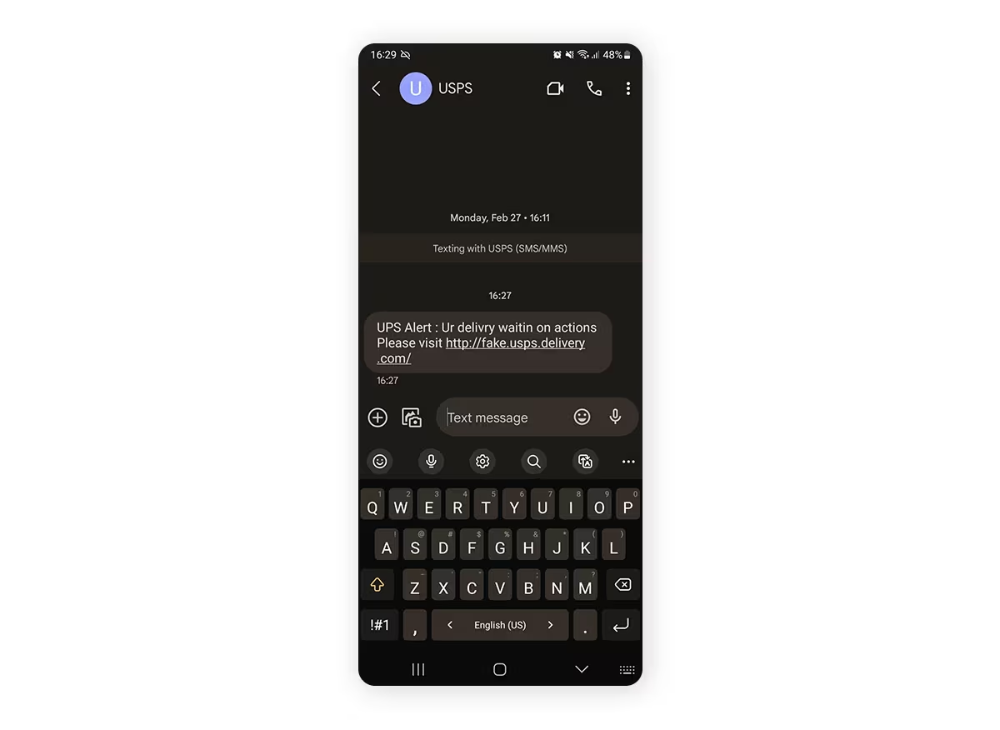 16:29 48%
U USPS
Monday, Feb 27 • 16:11
Texting with USPS (SMS/MMS)
16:27
UPS Alert : Ur delivry waitin on actions
Please visit http://fake.usps.delivery
.com/
16:27
Text message
1 2 3 4 5 6 7 8 9 0
Q W E R T Y U I O P
! @ # $ % & * ( )
A S D F G H J K L
- ' " : ; , ?
Z X C V B N M
!#1 , < English (US) > .